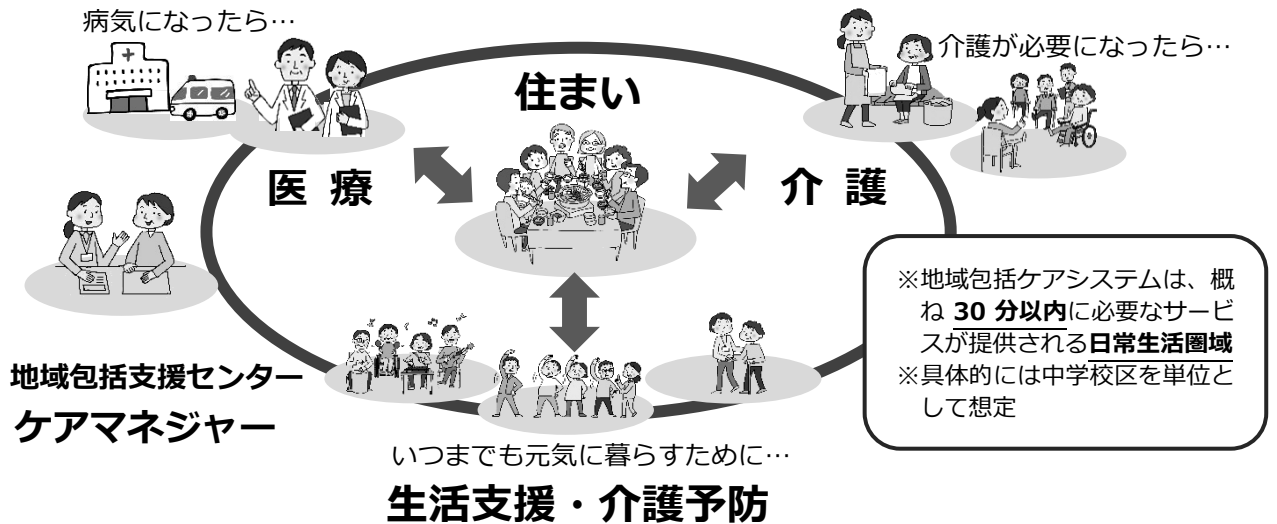 病気になったら…
住まい
介護が必要になったら…
医 療
介 護
※地域包括ケアシステムは、概
ね 30 分以内に必要なサービ
スが提供される日常生活圏域
※具体的には中学校区を単位と
して想定
地域包括支援センター
ケアマネジャー
いつまでも元気に暮らすために…
生活支援・介護予防